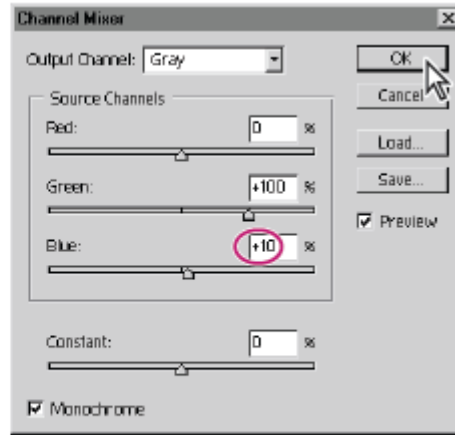 Channel Mixer
Output Channel: Gray
OK
Source Channels
Cancel
Red: 0 %
Load...
Green: +100 %
Save...
Preview
Blue: +10 %
Constant: 0 %
Monochrome